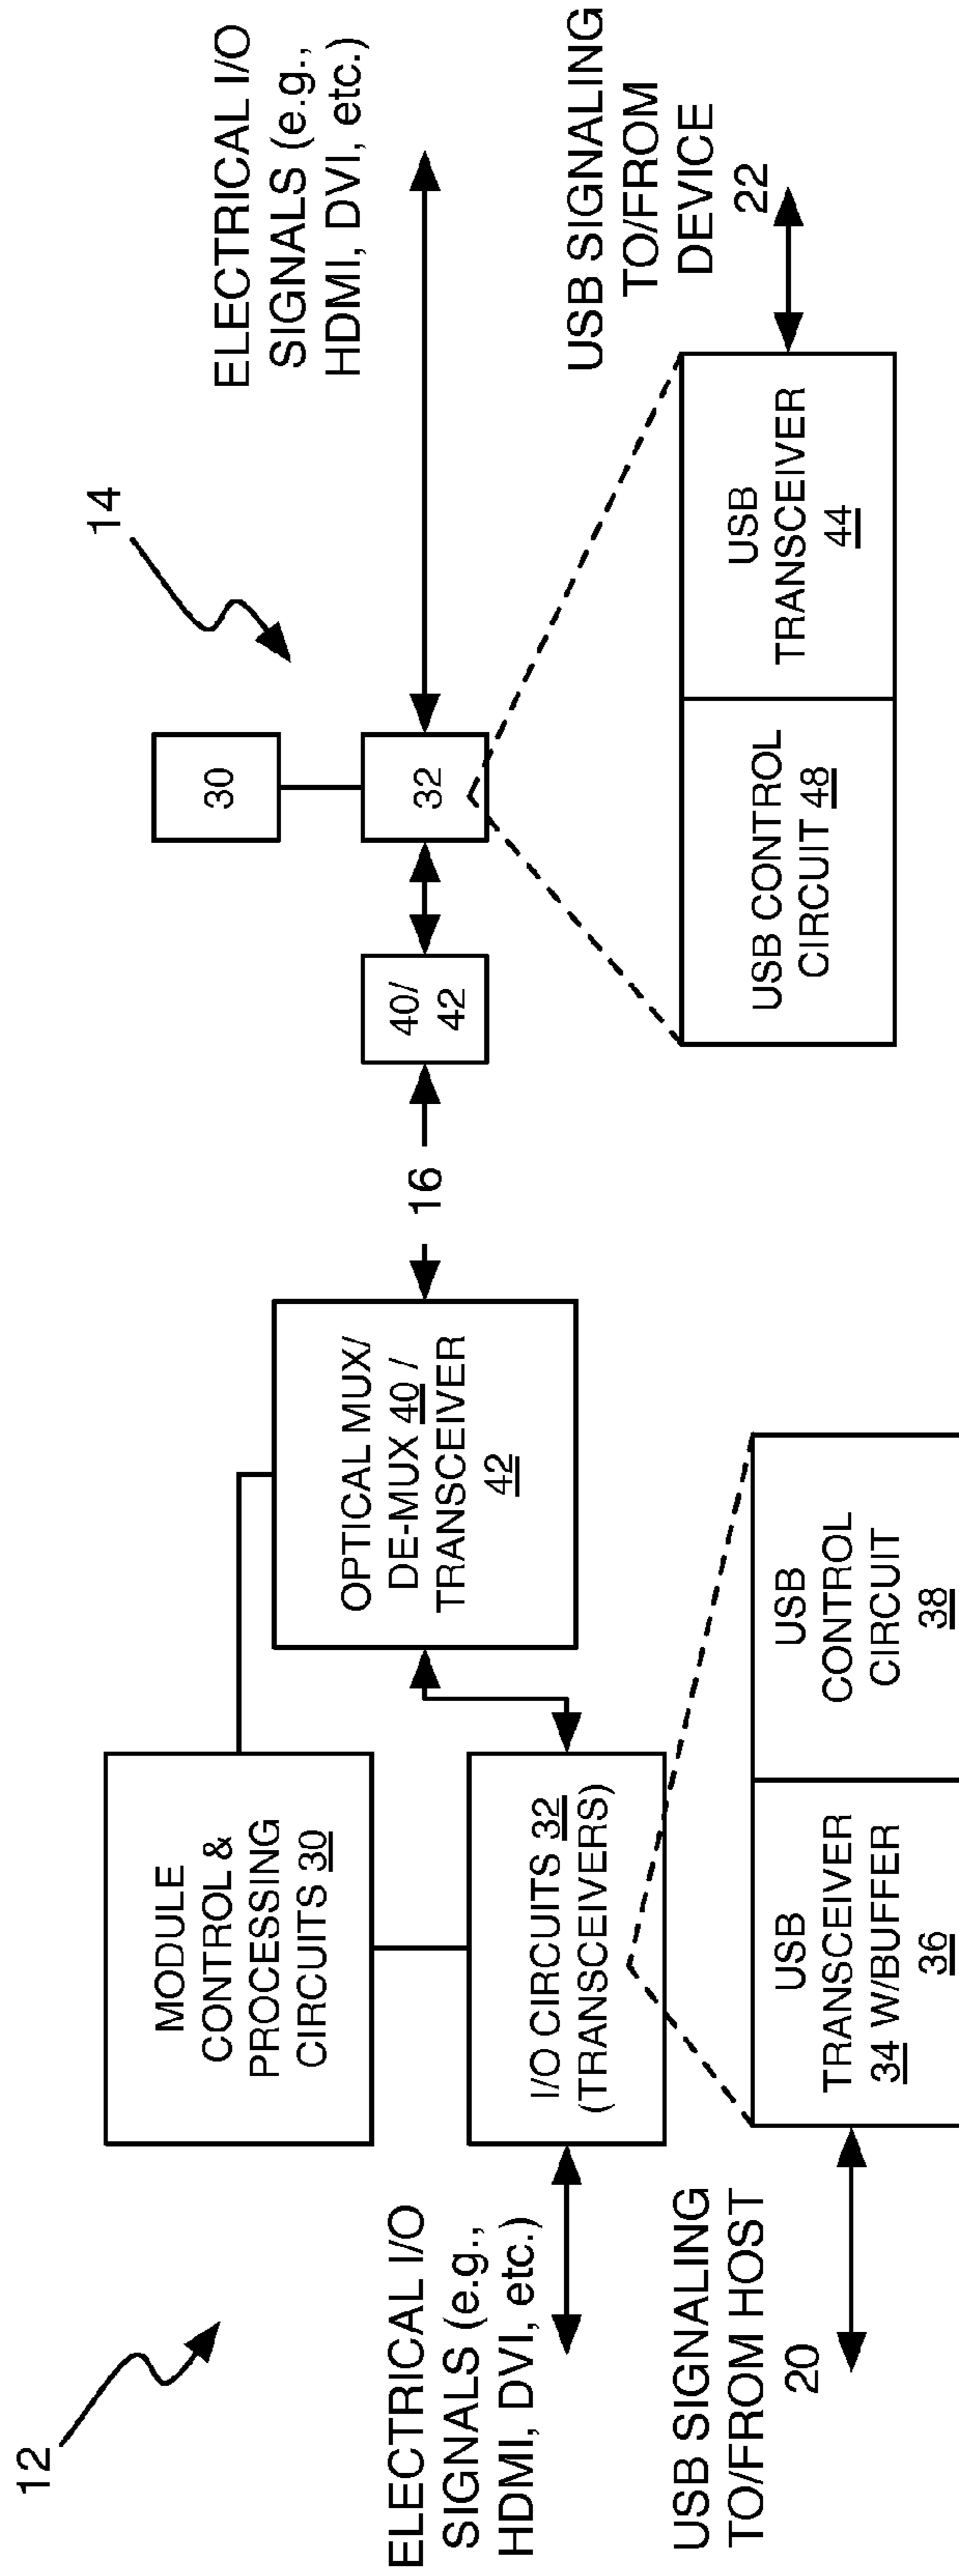 12
ELECTRICAL I/O
SIGNALS (e.g.,
HDMI, DVI, etc.)
USB SIGNALING
TO/FROM HOST
20
MODULE
CONTROL &
PROCESSING
CIRCUITS 30
I/O CIRCUITS 32
(TRANSCEIVERS)
USB
TRANSCEIVER
34 W/BUFFER
36
USB
CONTROL
CIRCUIT
38
OPTICAL MUX/
DE-MUX 40 /
TRANSCEIVER
42
16
40/
42
30
32
14
ELECTRICAL I/O
SIGNALS (e.g.,
HDMI, DVI, etc.)
USB CONTROL
CIRCUIT 48
USB
TRANSCEIVER
44
USB SIGNALING
TO/FROM
DEVICE
22